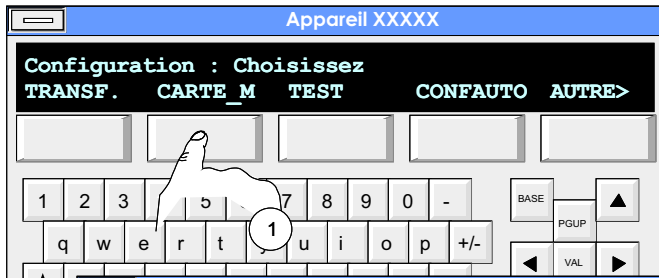 Appareil XXXXX
Configuration : Choisissez
TRANSF. CARTE_M TEST CONFAUTO AUTRE>
1 2 3 5 7 8 9 0 - BASE
PGUP
q w e r t u i o p +/- VAL
1